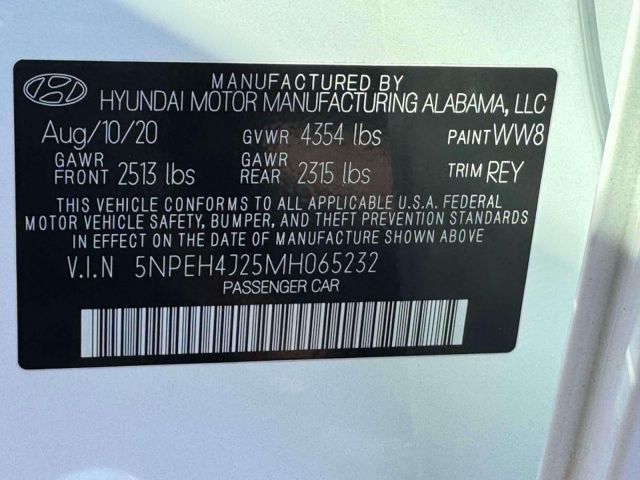 MANUFACTURED BY
HYUNDAI MOTOR MANUFACTURING ALABAMA, LLC
Aug/10/20 GVWR 4354 lbs PAINT WW8
GAWR FRONT 2513 lbs GAWR REAR 2315 lbs TRIM REY
THIS VEHICLE CONFORMS TO ALL APPLICABLE U.S.A. FEDERAL
MOTOR VEHICLE SAFETY, BUMPER, AND THEFT PREVENTION STANDARDS
IN EFFECT ON THE DATE OF MANUFACTURE SHOWN ABOVE
V.I.N 5NPEH4J25MH065232
PASSENGER CAR